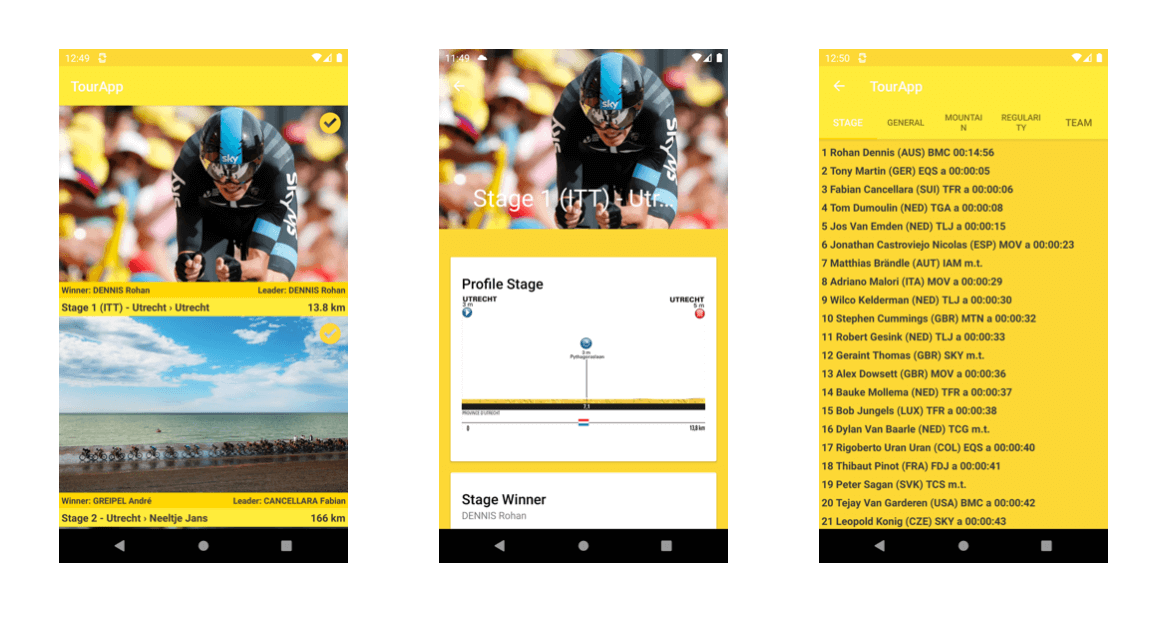 12:49
TourApp
sky
SKY
Winner: DENNIS Rohan Leader: DENNIS Rohan
Stage 1 (ITT) - Utrecht › Utrecht 13.8 km
Winner: GREIPEL André Leader: CANCELLARA Fabian
Stage 2 - Utrecht › Neeltje Jans 166 km
11:49
sky
SKY
Stage 1 (ITT) - Utr...
Profile Stage
UTRECHT UTRECHT
3 m 5 m
3 m
Pythagoraslaan
PROVINCE D'UTRECHT
0 13,8 km
Stage Winner
DENNIS Rohan
12:50
TourApp
STAGE GENERAL MOUNTAI
N REGULARI
TY TEAM
1 Rohan Dennis (AUS) BMC 00:14:56
2 Tony Martin (GER) EQS a 00:00:05
3 Fabian Cancellara (SUI) TFR a 00:00:06
4 Tom Dumoulin (NED) TGA a 00:00:08
5 Jos Van Emden (NED) TLJ a 00:00:15
6 Jonathan Castroviejo Nicolas (ESP) MOV a 00:00:23
7 Matthias Brändle (AUT) IAM m.t.
8 Adriano Malori (ITA) MOV a 00:00:29
9 Wilco Kelderman (NED) TLJ a 00:00:30
10 Stephen Cummings (GBR) MTN a 00:00:32
11 Robert Gesink (NED) TLJ a 00:00:33
12 Geraint Thomas (GBR) SKY m.t.
13 Alex Dowsett (GBR) MOV a 00:00:36
14 Bauke Mollema (NED) TFR a 00:00:37
15 Bob Jungels (LUX) TFR a 00:00:38
16 Dylan Van Baarle (NED) TCG m.t.
17 Rigoberto Uran Uran (COL) EQS a 00:00:40
18 Thibaut Pinot (FRA) FDJ a 00:00:41
19 Peter Sagan (SVK) TCS m.t.
20 Tejay Van Garderen (USA) BMC a 00:00:42
21 Leopold Konig (CZE) SKY a 00:00:43